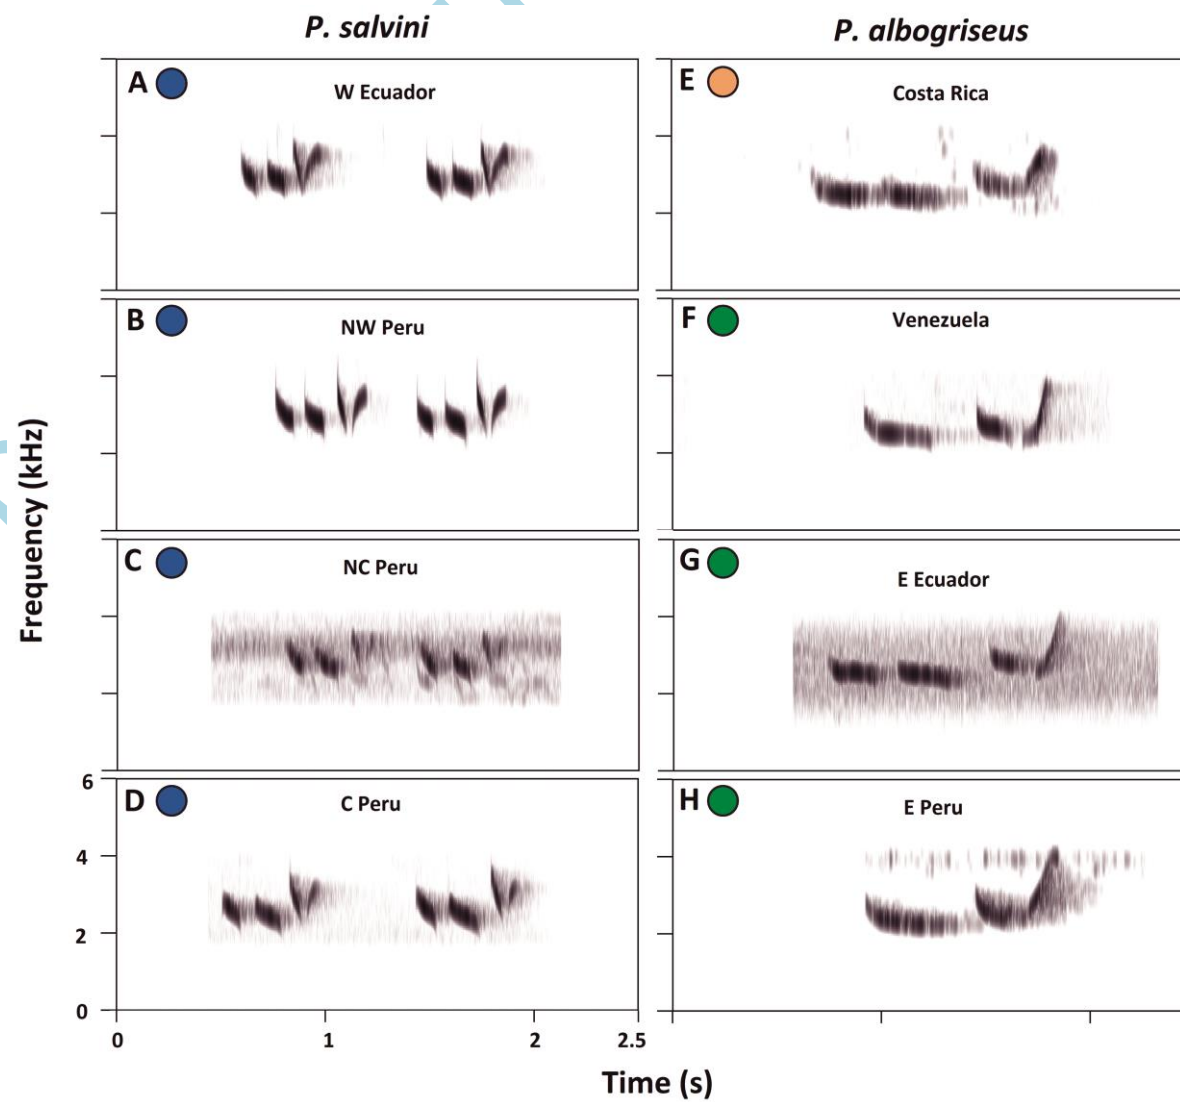 P. salvini
P. albogriseus
A
W Ecuador
E
Costa Rica
B
NW Peru
F
Venezuela
C
NC Peru
G
E Ecuador
D
C Peru
H
E Peru
Frequency (kHz)
6
4
2
0
0
1
2
2.5
Time (s)